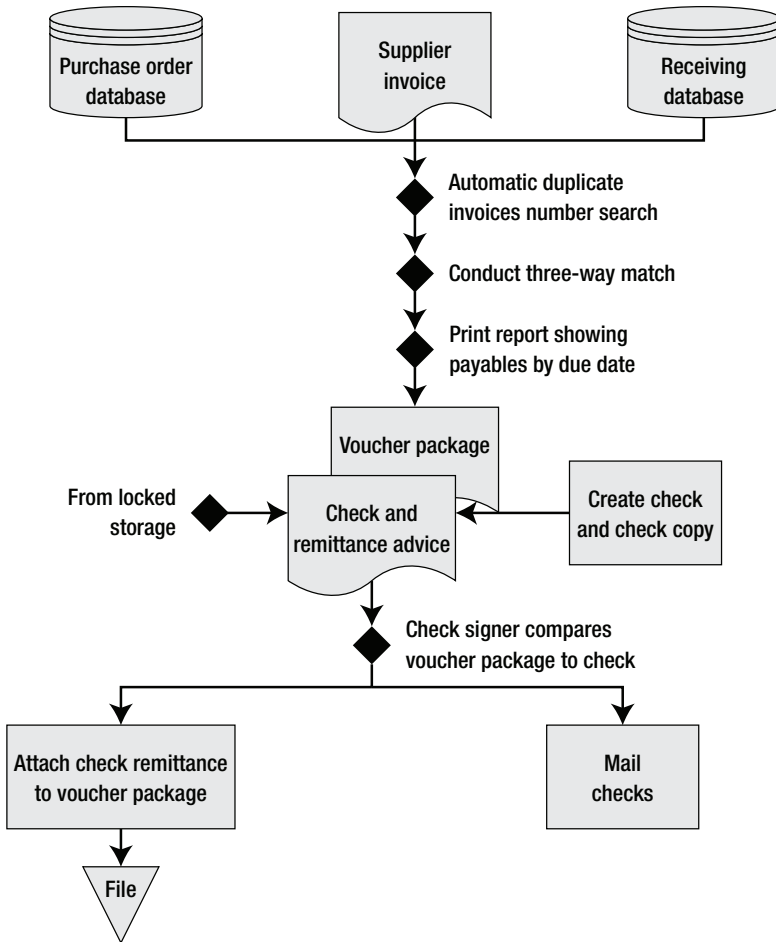 Purchase order
database
Supplier
invoice
Receiving
database
Automatic duplicate
invoices number search
Conduct three-way match
Print report showing
payables by due date
Voucher package
From locked
storage
Check and
remittance advice
Create check
and check copy
Check signer compares
voucher package to check
Attach check remittance
to voucher package
Mail
checks
File